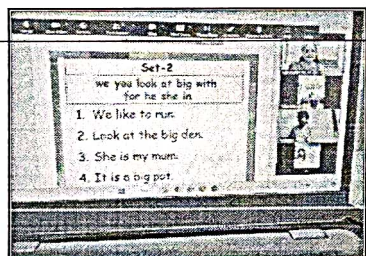 Set-2
we you look at big with
for he she in
1. We like to run.
2. Look at the big den.
3. She is my mum.
4. It is a big pot.